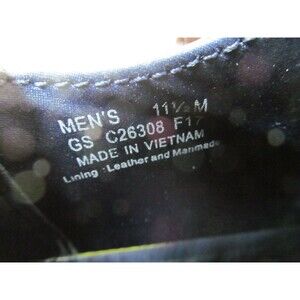 MEN'S 11½ M
GS C26308 F17
MADE IN VIETNAM
Lining :Leather and Manmade